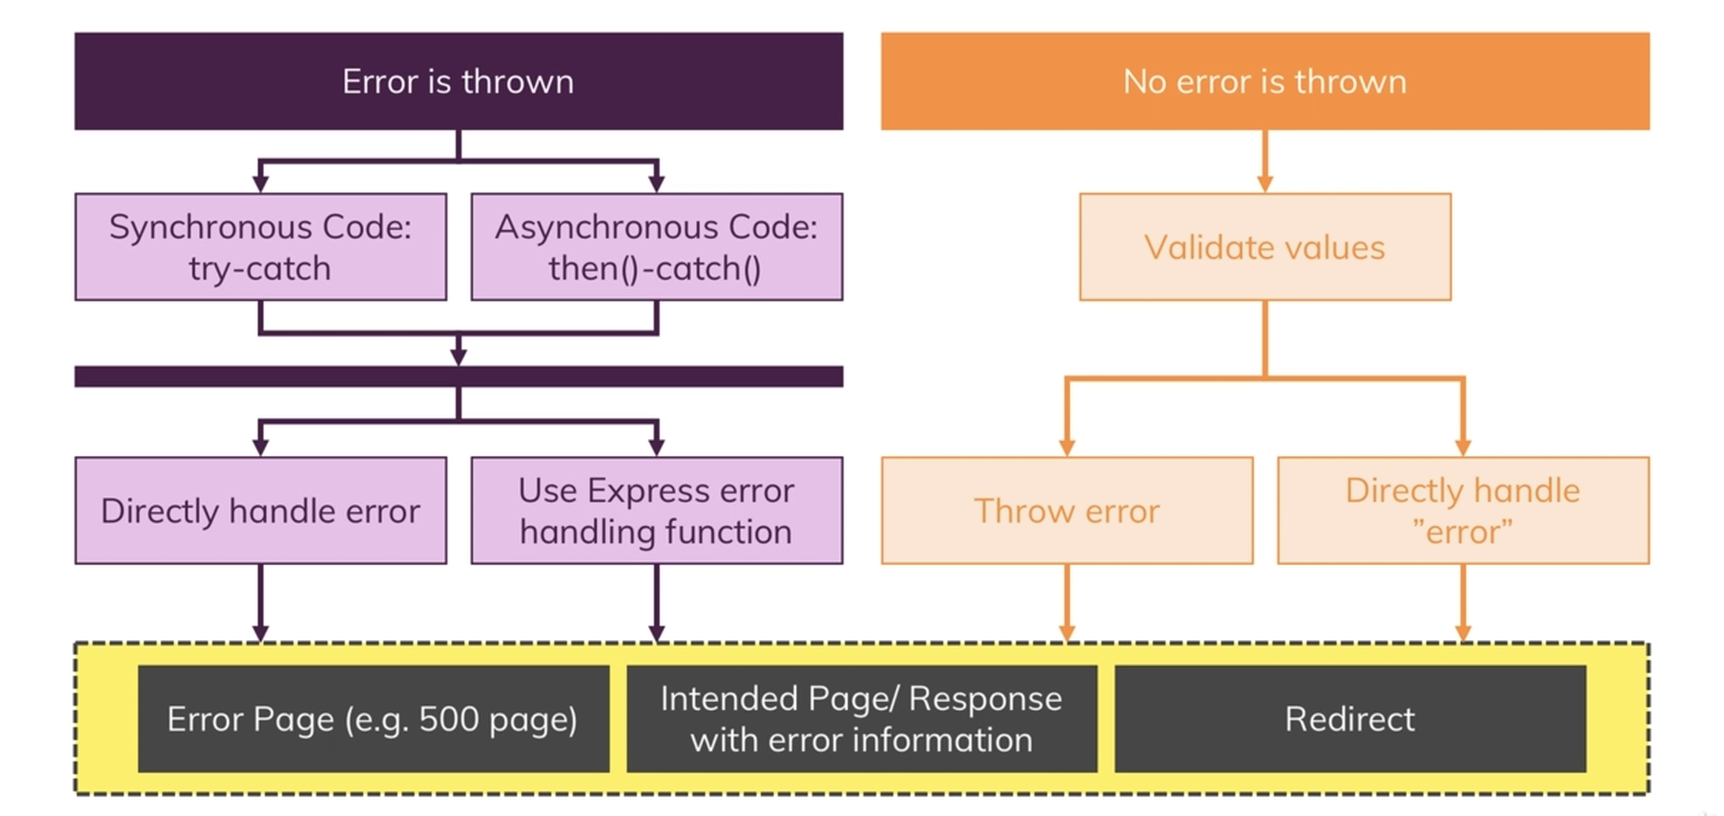 Error is thrown
No error is thrown
Synchronous Code:
try-catch
Asynchronous Code:
then()-catch()
Validate values
Directly handle error
Use Express error
handling function
Throw error
Directly handle
”error”
Error Page (e.g. 500 page)
Intended Page/ Response
with error information
Redirect